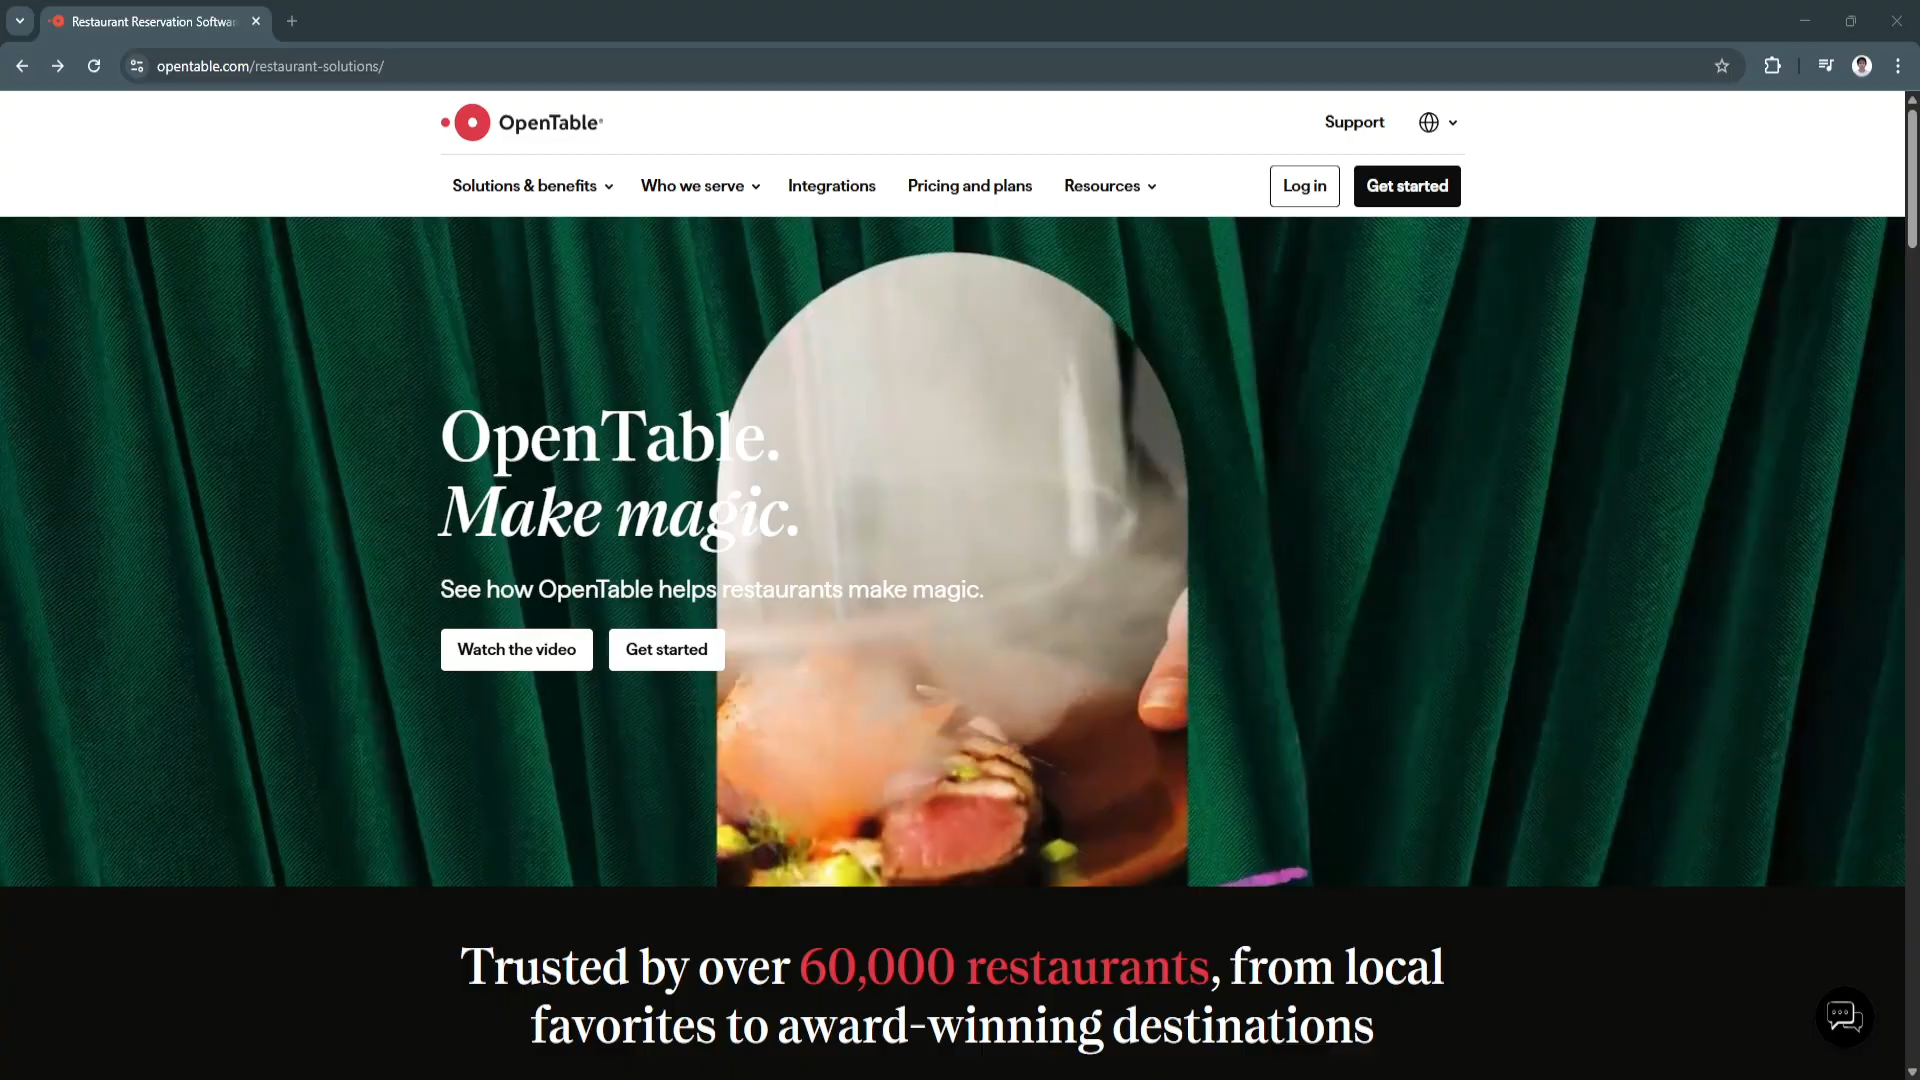 Restaurant Reservation Softwar
opentable.com/restaurant-solutions/
OpenTable®
Support
Solutions & benefits
Who we serve
Integrations
Pricing and plans
Resources
Log in
Get started
OpenTable.
Make magic.
See how OpenTable helps restaurants make magic.
Watch the video
Get started
Trusted by over 60,000 restaurants, from local
favorites to award-winning destinations